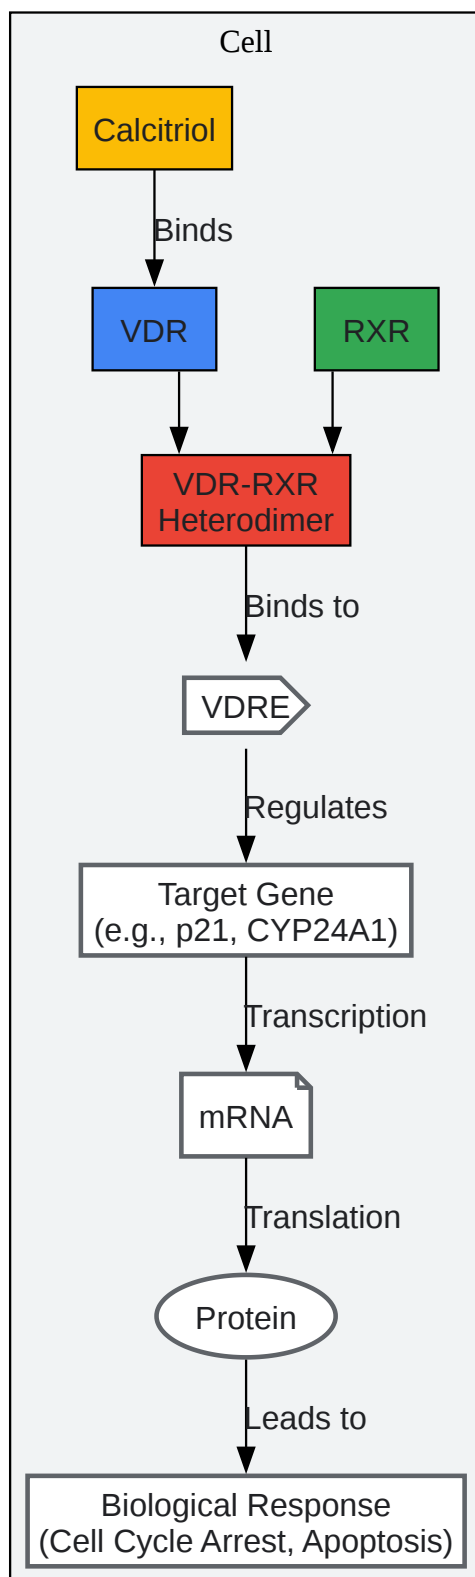 Cell
Calcitriol
Binds
VDR
RXR
VDR-RXR
Heterodimer
Binds to
VDRE
Regulates
Target Gene
(e.g., p21, CYP24A1)
Transcription
mRNA
Translation
Protein
Leads to
Biological Response
(Cell Cycle Arrest, Apoptosis)